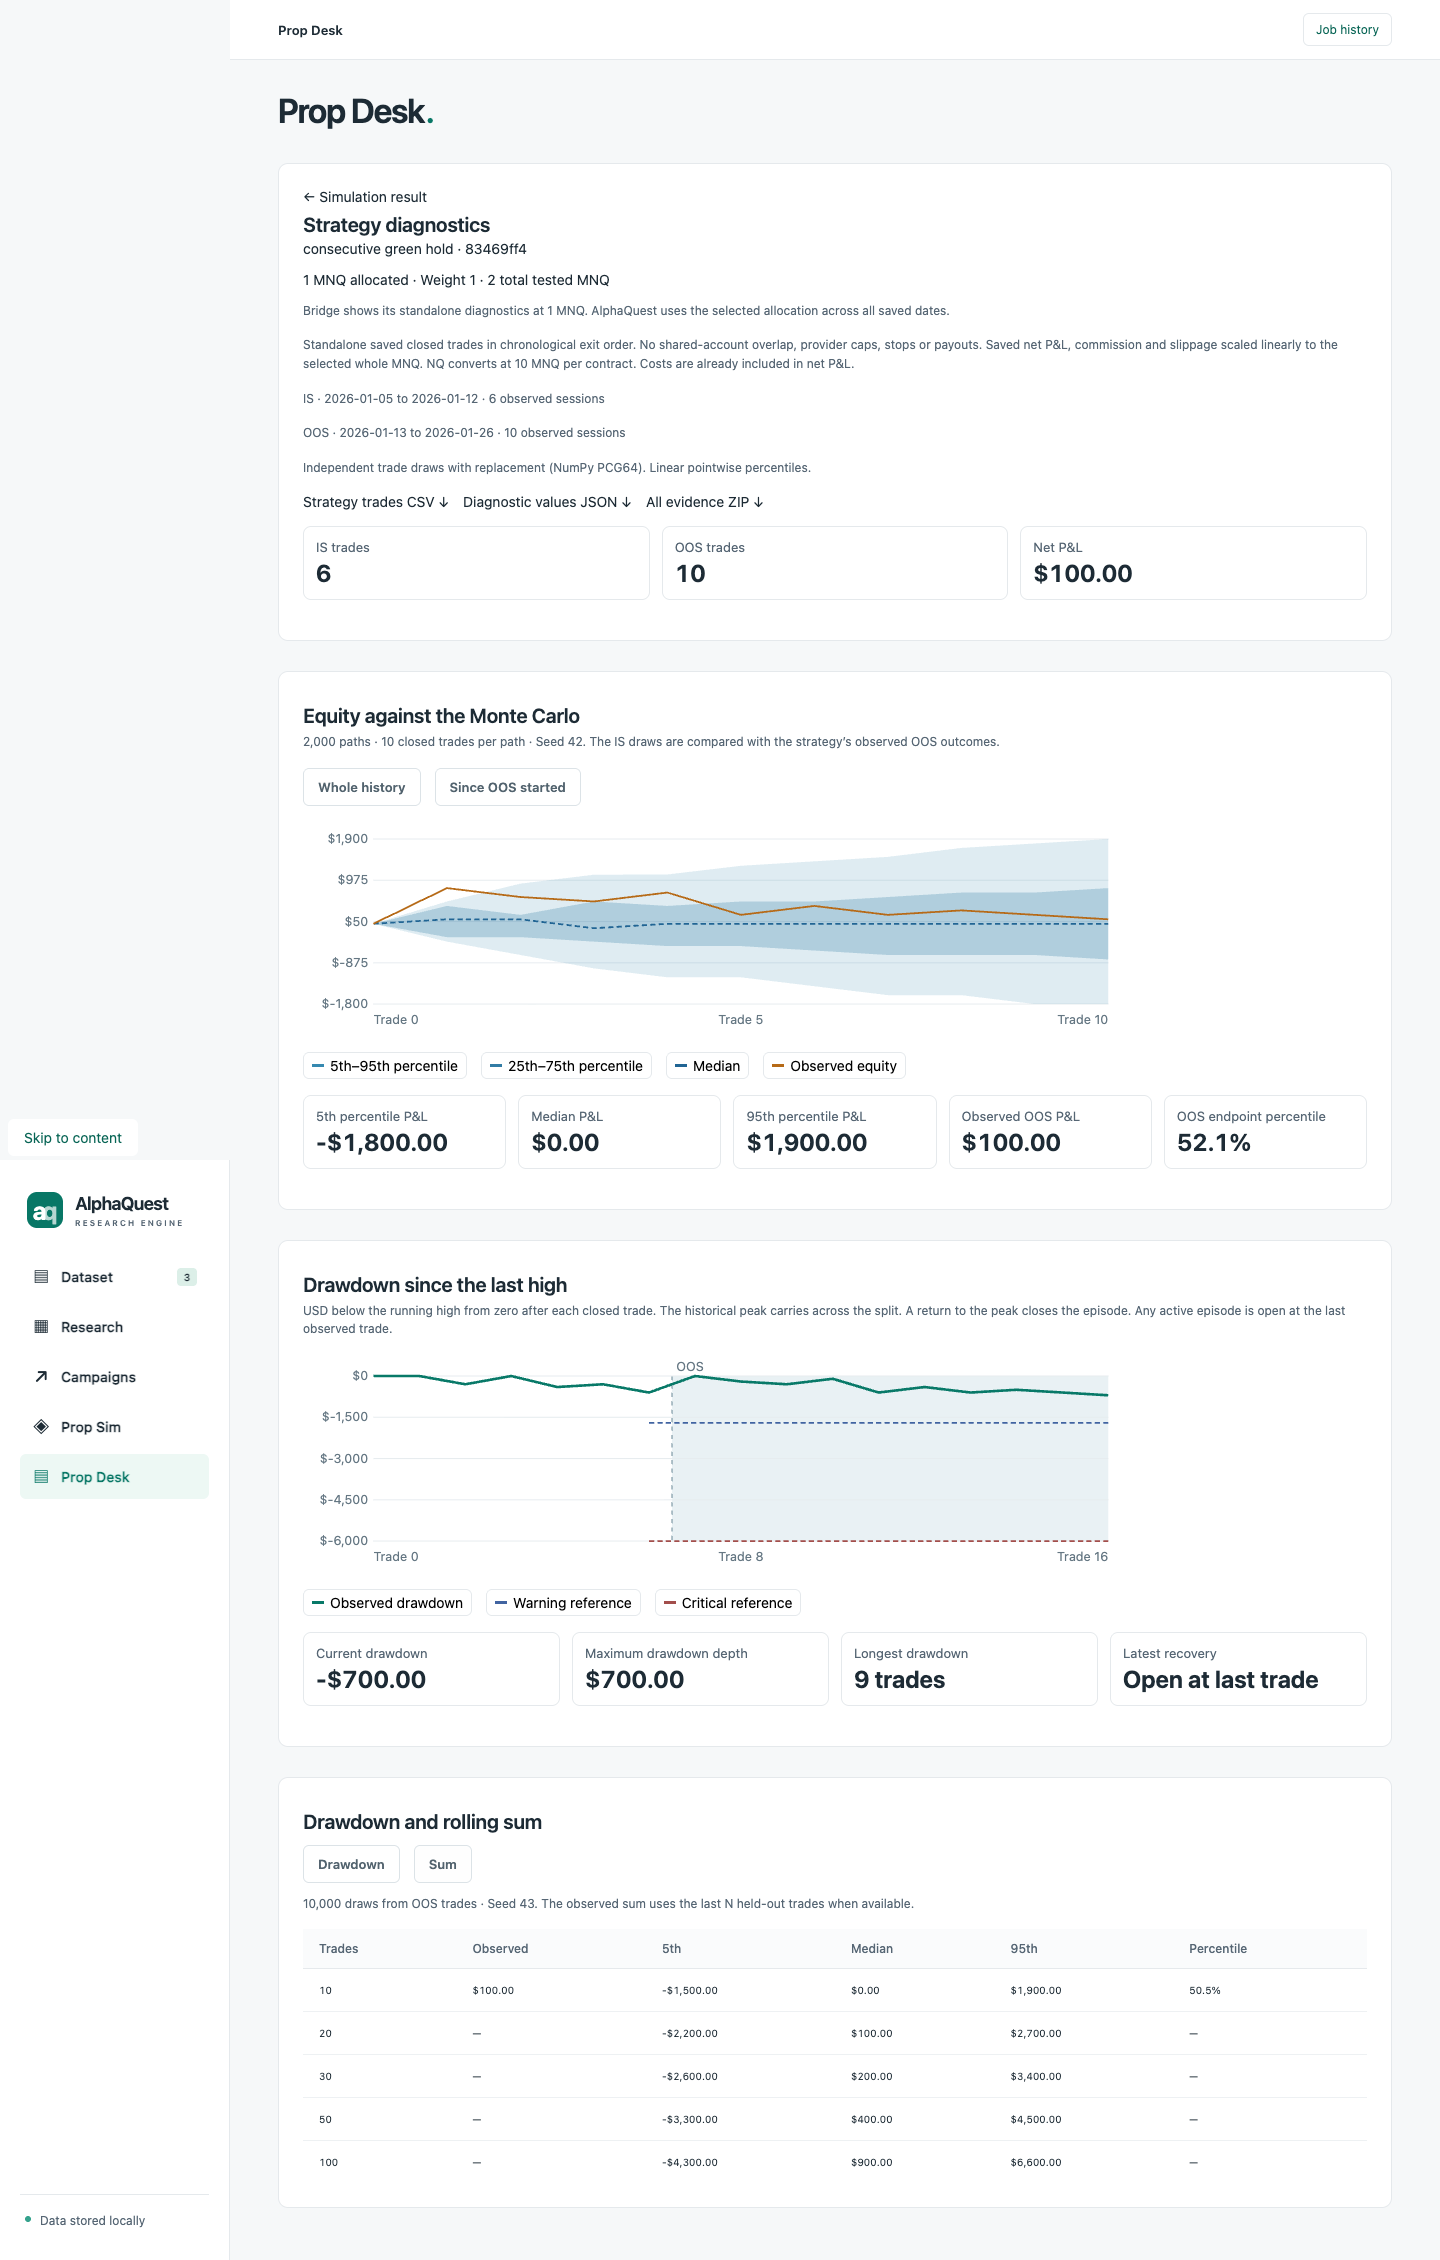 Prop Desk
Job history
Prop Desk.
← Simulation result
Strategy diagnostics
consecutive green hold · 83469ff4
1 MNQ allocated · Weight 1 · 2 total tested MNQ
Bridge shows its standalone diagnostics at 1 MNQ. AlphaQuest uses the selected allocation across all saved dates.
Standalone saved closed trades in chronological exit order. No shared-account overlap, provider caps, stops or payouts. Saved net P&L, commission and slippage scaled linearly to the
selected whole MNQ. NQ converts at 10 MNQ per contract. Costs are already included in net P&L.
IS · 2026-01-05 to 2026-01-12 · 6 observed sessions
OOS · 2026-01-13 to 2026-01-26 · 10 observed sessions
Independent trade draws with replacement (NumPy PCG64). Linear pointwise percentiles.
Strategy trades CSV ↓ Diagnostic values JSON ↓ All evidence ZIP ↓
IS trades
6
OOS trades
10
Net P&L
$100.00
Equity against the Monte Carlo
2,000 paths · 10 closed trades per path · Seed 42. The IS draws are compared with the strategy's observed OOS outcomes.
Whole history
Since OOS started
$1,900
$975
$50
$-875
$-1,800
Trade 0
Trade 5
Trade 10
5th–95th percentile
25th–75th percentile
Median
Observed equity
5th percentile P&L
-$1,800.00
Median P&L
$0.00
95th percentile P&L
$1,900.00
Observed OOS P&L
$100.00
OOS endpoint percentile
52.1%
Skip to content
aq
AlphaQuest
RESEARCH ENGINE
Dataset 3
Research
Campaigns
Prop Sim
Prop Desk
Drawdown since the last high
USD below the running high from zero after each closed trade. The historical peak carries across the split. A return to the peak closes the episode. Any active episode is open at the last
observed trade.
OOS
$0
$-1,500
$-3,000
$-4,500
$-6,000
Trade 0
Trade 8
Trade 16
Observed drawdown
Warning reference
Critical reference
Current drawdown
-$700.00
Maximum drawdown depth
$700.00
Longest drawdown
9 trades
Latest recovery
Open at last trade
Drawdown and rolling sum
Drawdown
Sum
10,000 draws from OOS trades · Seed 43. The observed sum uses the last N held-out trades when available.
Trades Observed 5th Median 95th Percentile
10 $100.00 -$1,500.00 $0.00 $1,900.00 50.5%
20 — -$2,200.00 $100.00 $2,700.00 —
30 — -$2,600.00 $200.00 $3,400.00 —
50 — -$3,300.00 $400.00 $4,500.00 —
100 — -$4,300.00 $900.00 $6,600.00 —
Data stored locally